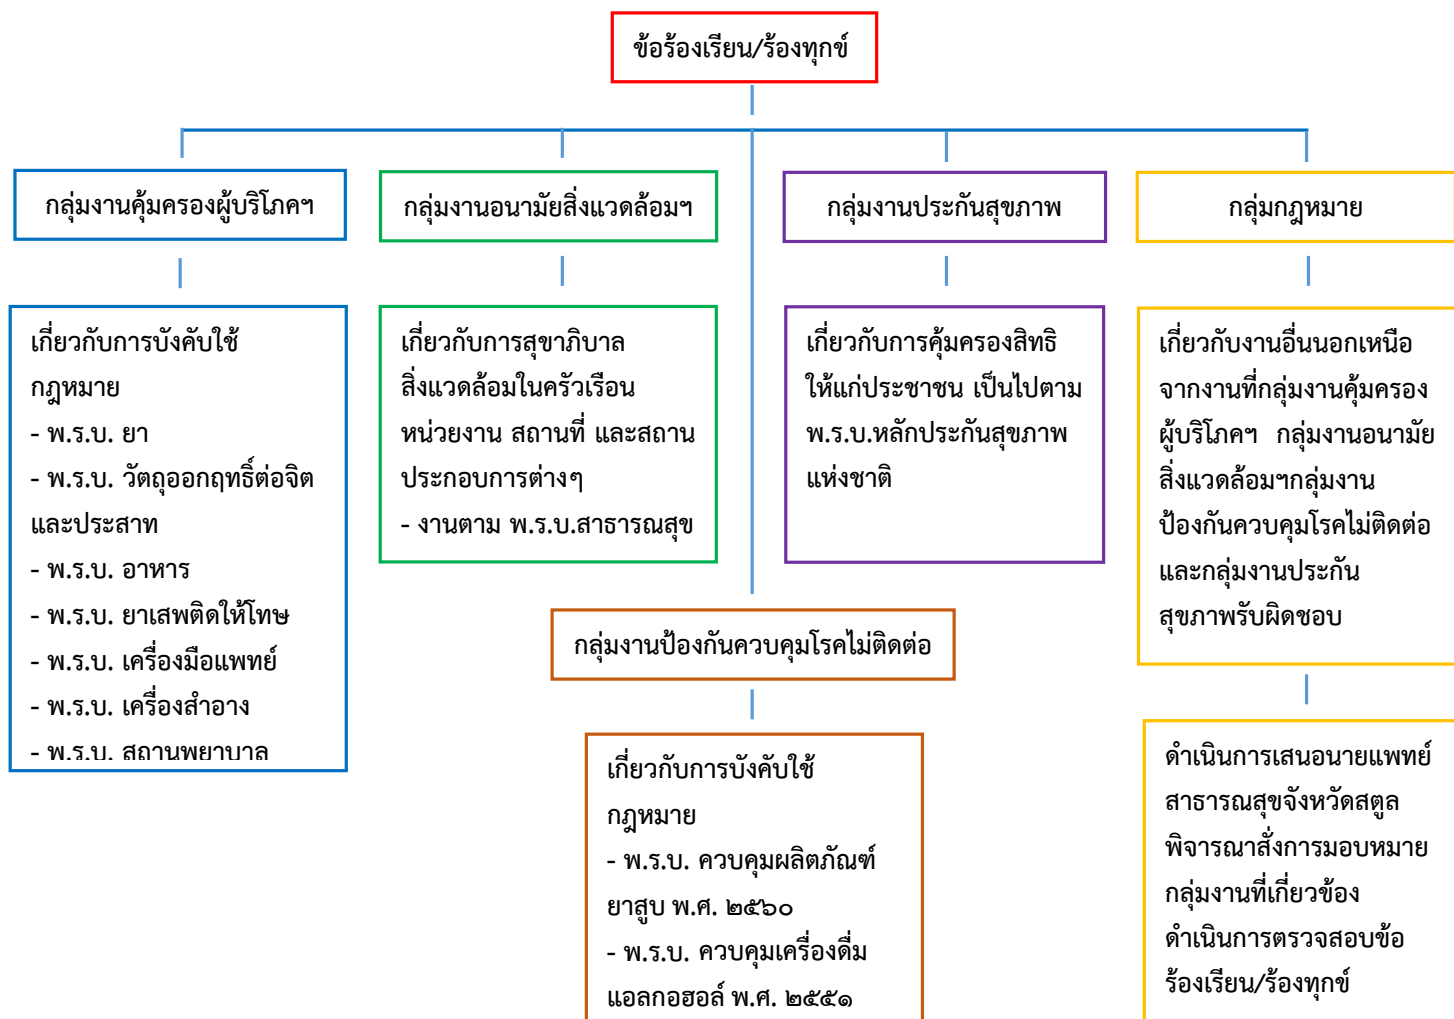 ข้อร้องเรียน/ร้องทุกข์
กลุ่มงานคุ้มครองผู้บริโภคฯ
กลุ่มงานอนามัยสิ่งแวดล้อมฯ
กลุ่มงานประกันสุขภาพ
กลุ่มกฎหมาย
เกี่ยวกับการบังคับใช้
กฎหมาย
- พ.ร.บ. ยา
- พ.ร.บ. วัตถุออกฤทธิ์ต่อจิต
และประสาท
- พ.ร.บ. อาหาร
- พ.ร.บ. ยาเสพติดให้โทษ
- พ.ร.บ. เครื่องมือแพทย์
- พ.ร.บ. เครื่องสำอาง
- พ.ร.บ. สถานพยาบาล
เกี่ยวกับการสุขาภิบาล
สิ่งแวดล้อมในครัวเรือน
หน่วยงาน สถานที่ และสถาน
ประกอบการต่างๆ
- งานตาม พ.ร.บ.สาธารณสุข
เกี่ยวกับการคุ้มครองสิทธิ
ให้แก่ประชาชน เป็นไปตาม
พ.ร.บ.หลักประกันสุขภาพ
แห่งชาติ
เกี่ยวกับงานอื่นนอกเหนือ
จากงานที่กลุ่มงานคุ้มครอง
ผู้บริโภคฯ กลุ่มงานอนามัย
สิ่งแวดล้อมฯกลุ่มงาน
ป้องกันควบคุมโรคไม่ติดต่อ
และกลุ่มงานประกัน
สุขภาพรับผิดชอบ
กลุ่มงานป้องกันควบคุมโรคไม่ติดต่อ
เกี่ยวกับการบังคับใช้
กฎหมาย
- พ.ร.บ. ควบคุมผลิตภัณฑ์
ยาสูบ พ.ศ. ๒๕๖๐
- พ.ร.บ. ควบคุมเครื่องดื่ม
แอลกอฮอล์ พ.ศ. ๒๕๕๑
ดำเนินการเสนอนายแพทย์
สาธารณสุขจังหวัดสตูล
พิจารณาสั่งการมอบหมาย
กลุ่มงานที่เกี่ยวข้อง
ดำเนินการตรวจสอบข้อ
ร้องเรียน/ร้องทุกข์